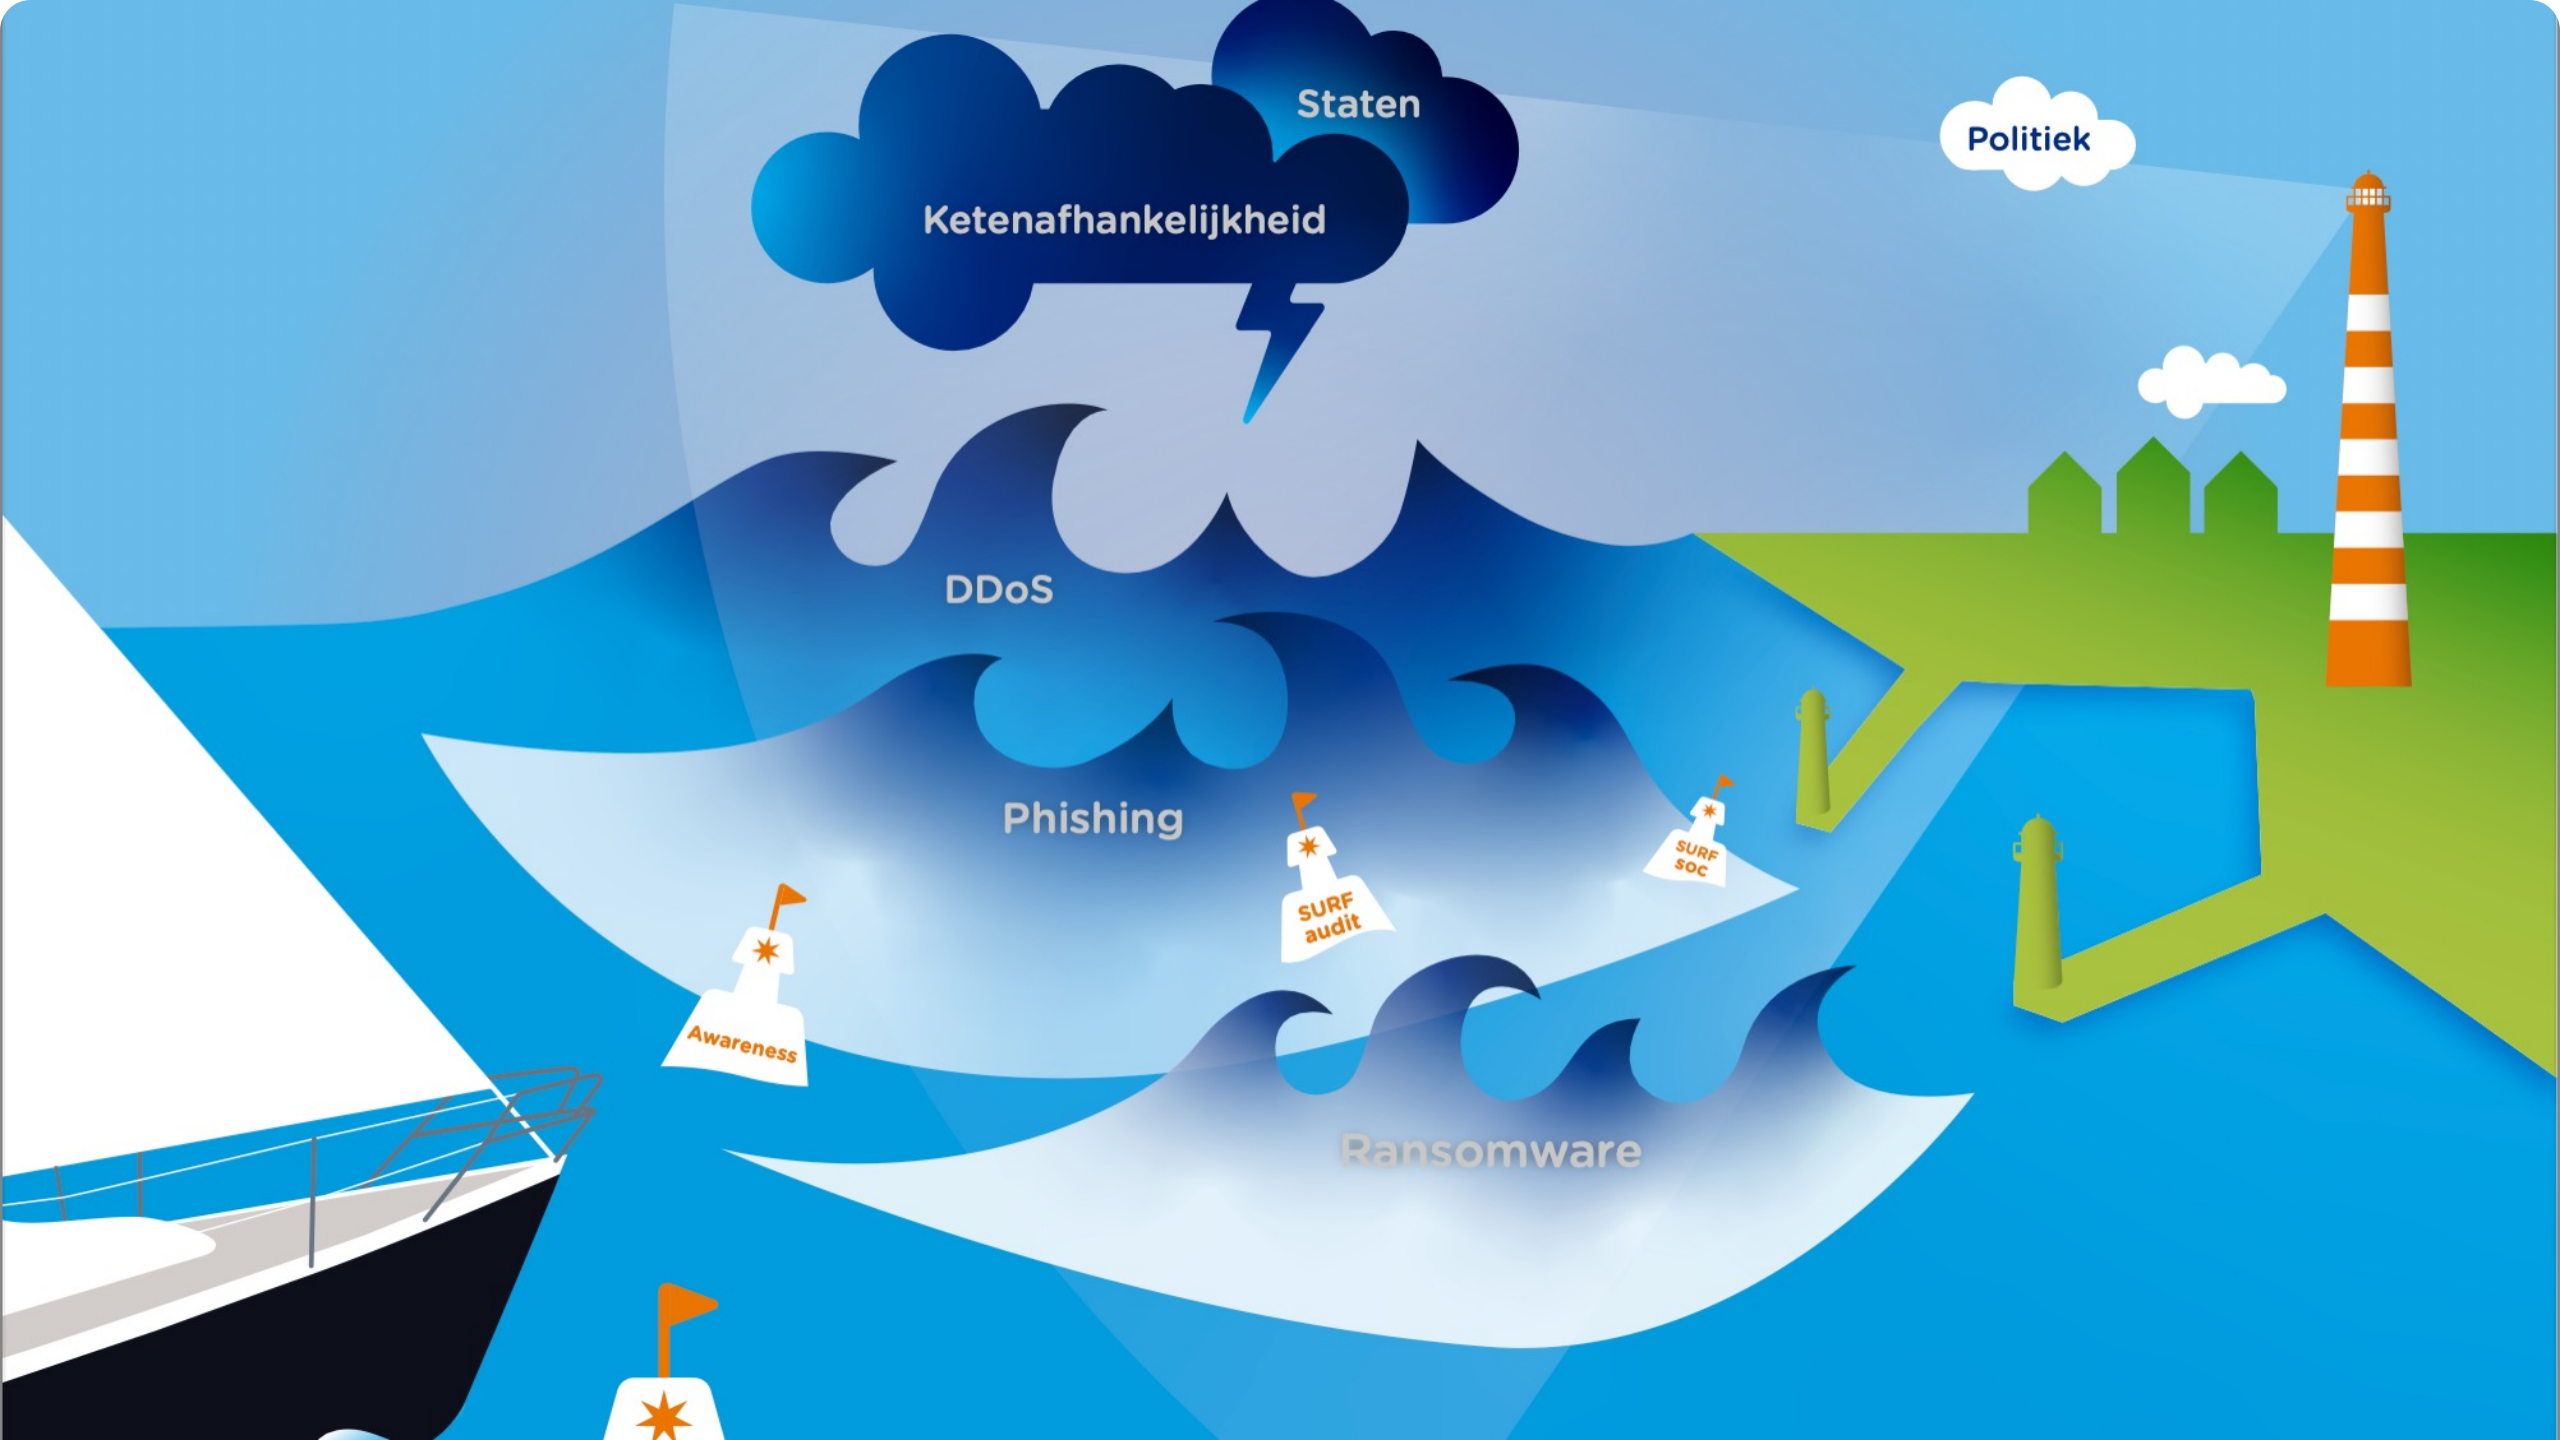 Staten
Politiek
Ketenafhankelijkheid
DDoS
Phishing
SURF
soc
SURF
audit
Awareness
Ransomware